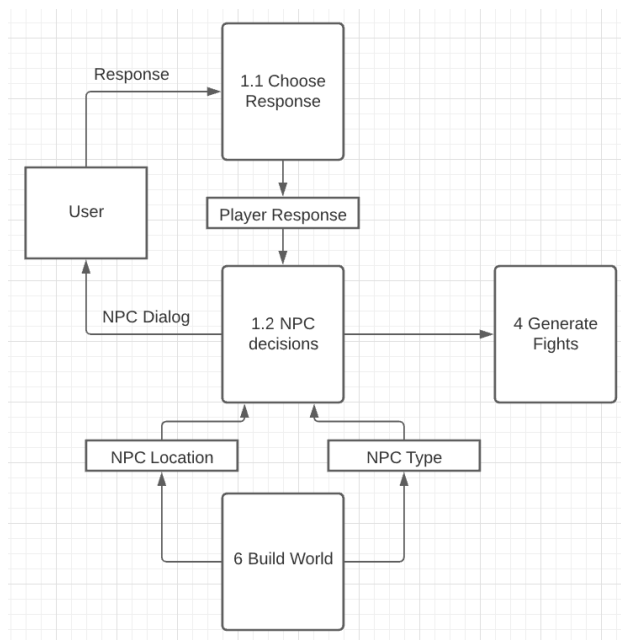 Response
1.1 Choose
Response
User
Player Response
NPC Dialog
1.2 NPC
decisions
4 Generate
Fights
NPC Location
NPC Type
6 Build World